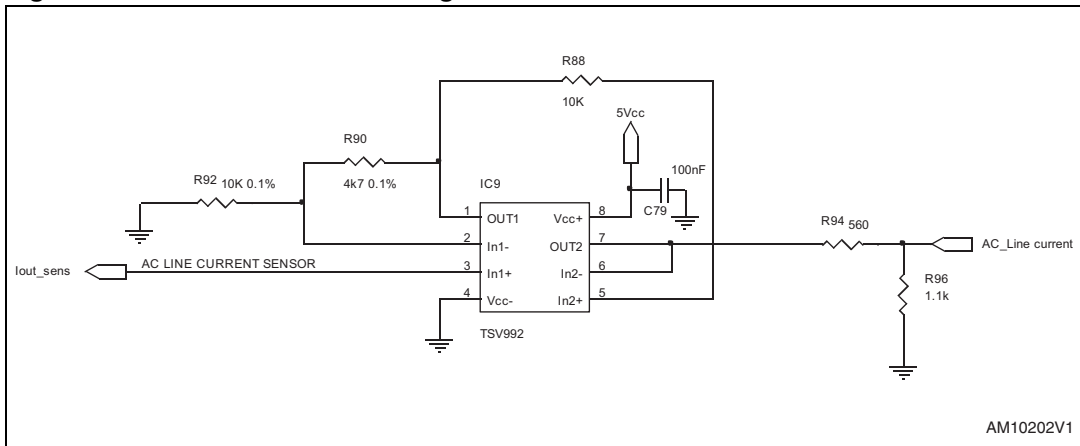 R88
10K
5Vcc
R90
100nF
R92 10K 0.1%
4k7 0.1%
IC9
C79
1 OUT1 Vcc+ 8
R94 560
2 In1- OUT2 7
AC_Line current
Iout_sens
AC LINE CURRENT SENSOR
3 In1+ In2- 6
R96
1.1k
4 Vcc- In2+ 5
TSV992
AM10202V1